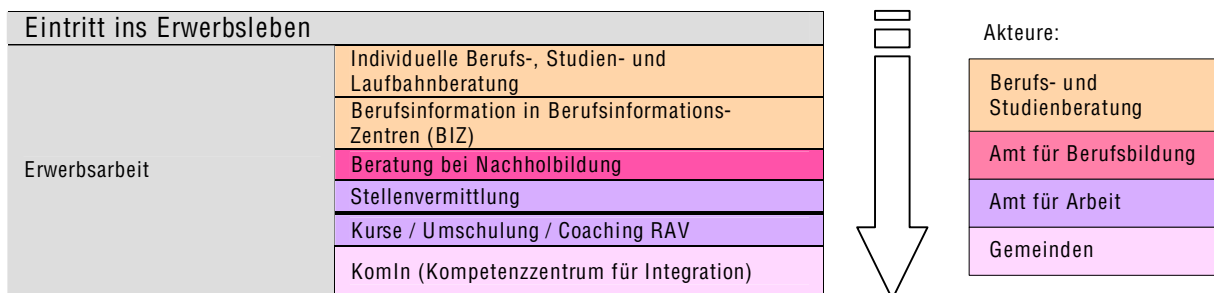 Eintritt ins Erwerbsleben
Erwerbsarbeit
Individuelle Berufs-, Studien- und
Laufbahnberatung
Berufsinformation in Berufsinformations-
Zentren (BIZ)
Beratung bei Nachholbildung
Stellenvermittlung
Kurse / Umschulung / Coaching RAV
KomIn (Kompetenzzentrum für Integration)
Akteure:
Berufs- und
Studienberatung
Amt für Berufsbildung
Amt für Arbeit
Gemeinden